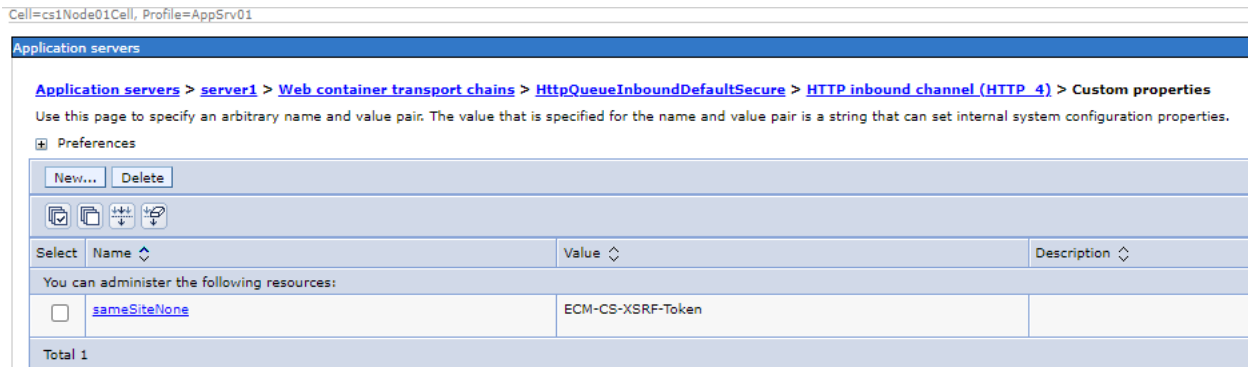 Cell=cs1Node01Cell, Profile=AppSrv01
Application servers
Application servers > server1 > Web container transport chains > HttpQueueInboundDefaultSecure > HTTP inbound channel (HTTP_4) > Custom properties
Use this page to specify an arbitrary name and value pair. The value that is specified for the name and value pair is a string that can set internal system configuration properties.
Preferences
New... Delete
Select Name Value Description
You can administer the following resources:
sameSiteNone ECM-CS-XSRF-Token
Total 1